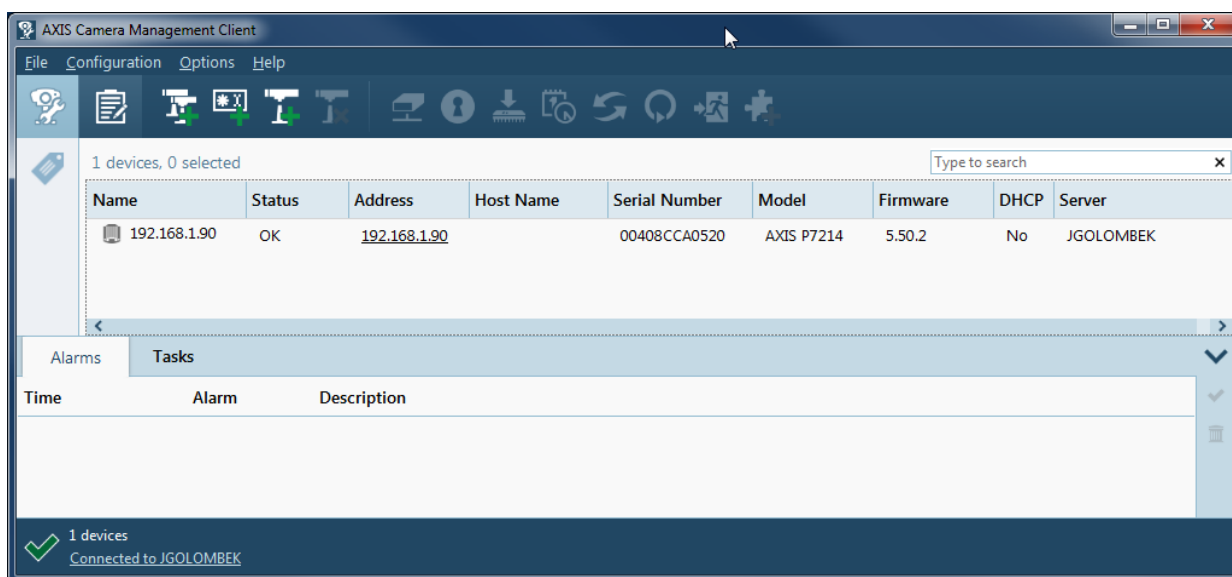 AXIS Camera Management Client
File Configuration Options Help
1 devices, 0 selected
Type to search
Name Status Address Host Name Serial Number Model Firmware DHCP Server
192.168.1.90 OK 192.168.1.90 00408CCA0520 AXIS P7214 5.50.2 No JGOLOMBEK
Alarms Tasks
Time Alarm Description
1 devices
Connected to JGOLOMBEK